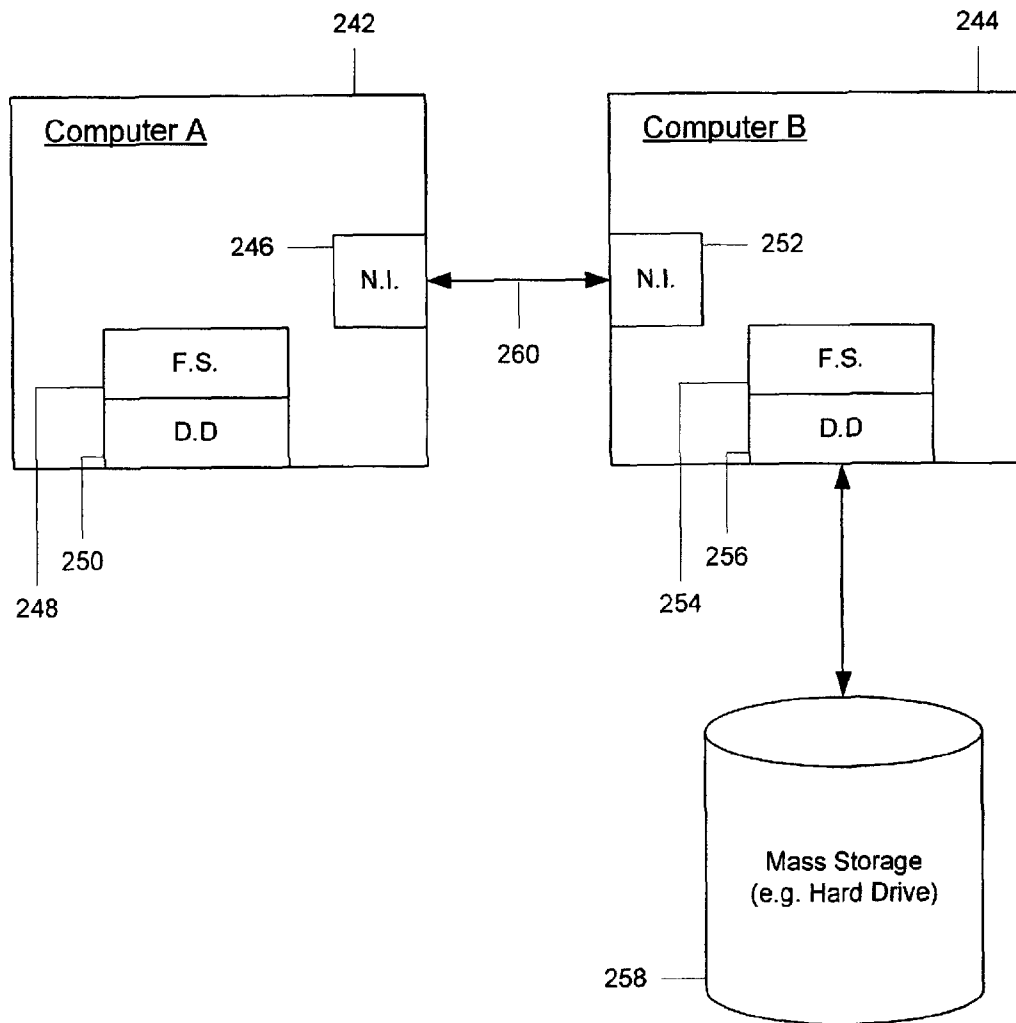 242
244
Computer A
Computer B
246
N.I.
N.I.
252
260
F.S.
D.D
F.S.
D.D
250
248
256
254
Mass Storage
(e.g. Hard Drive)
258